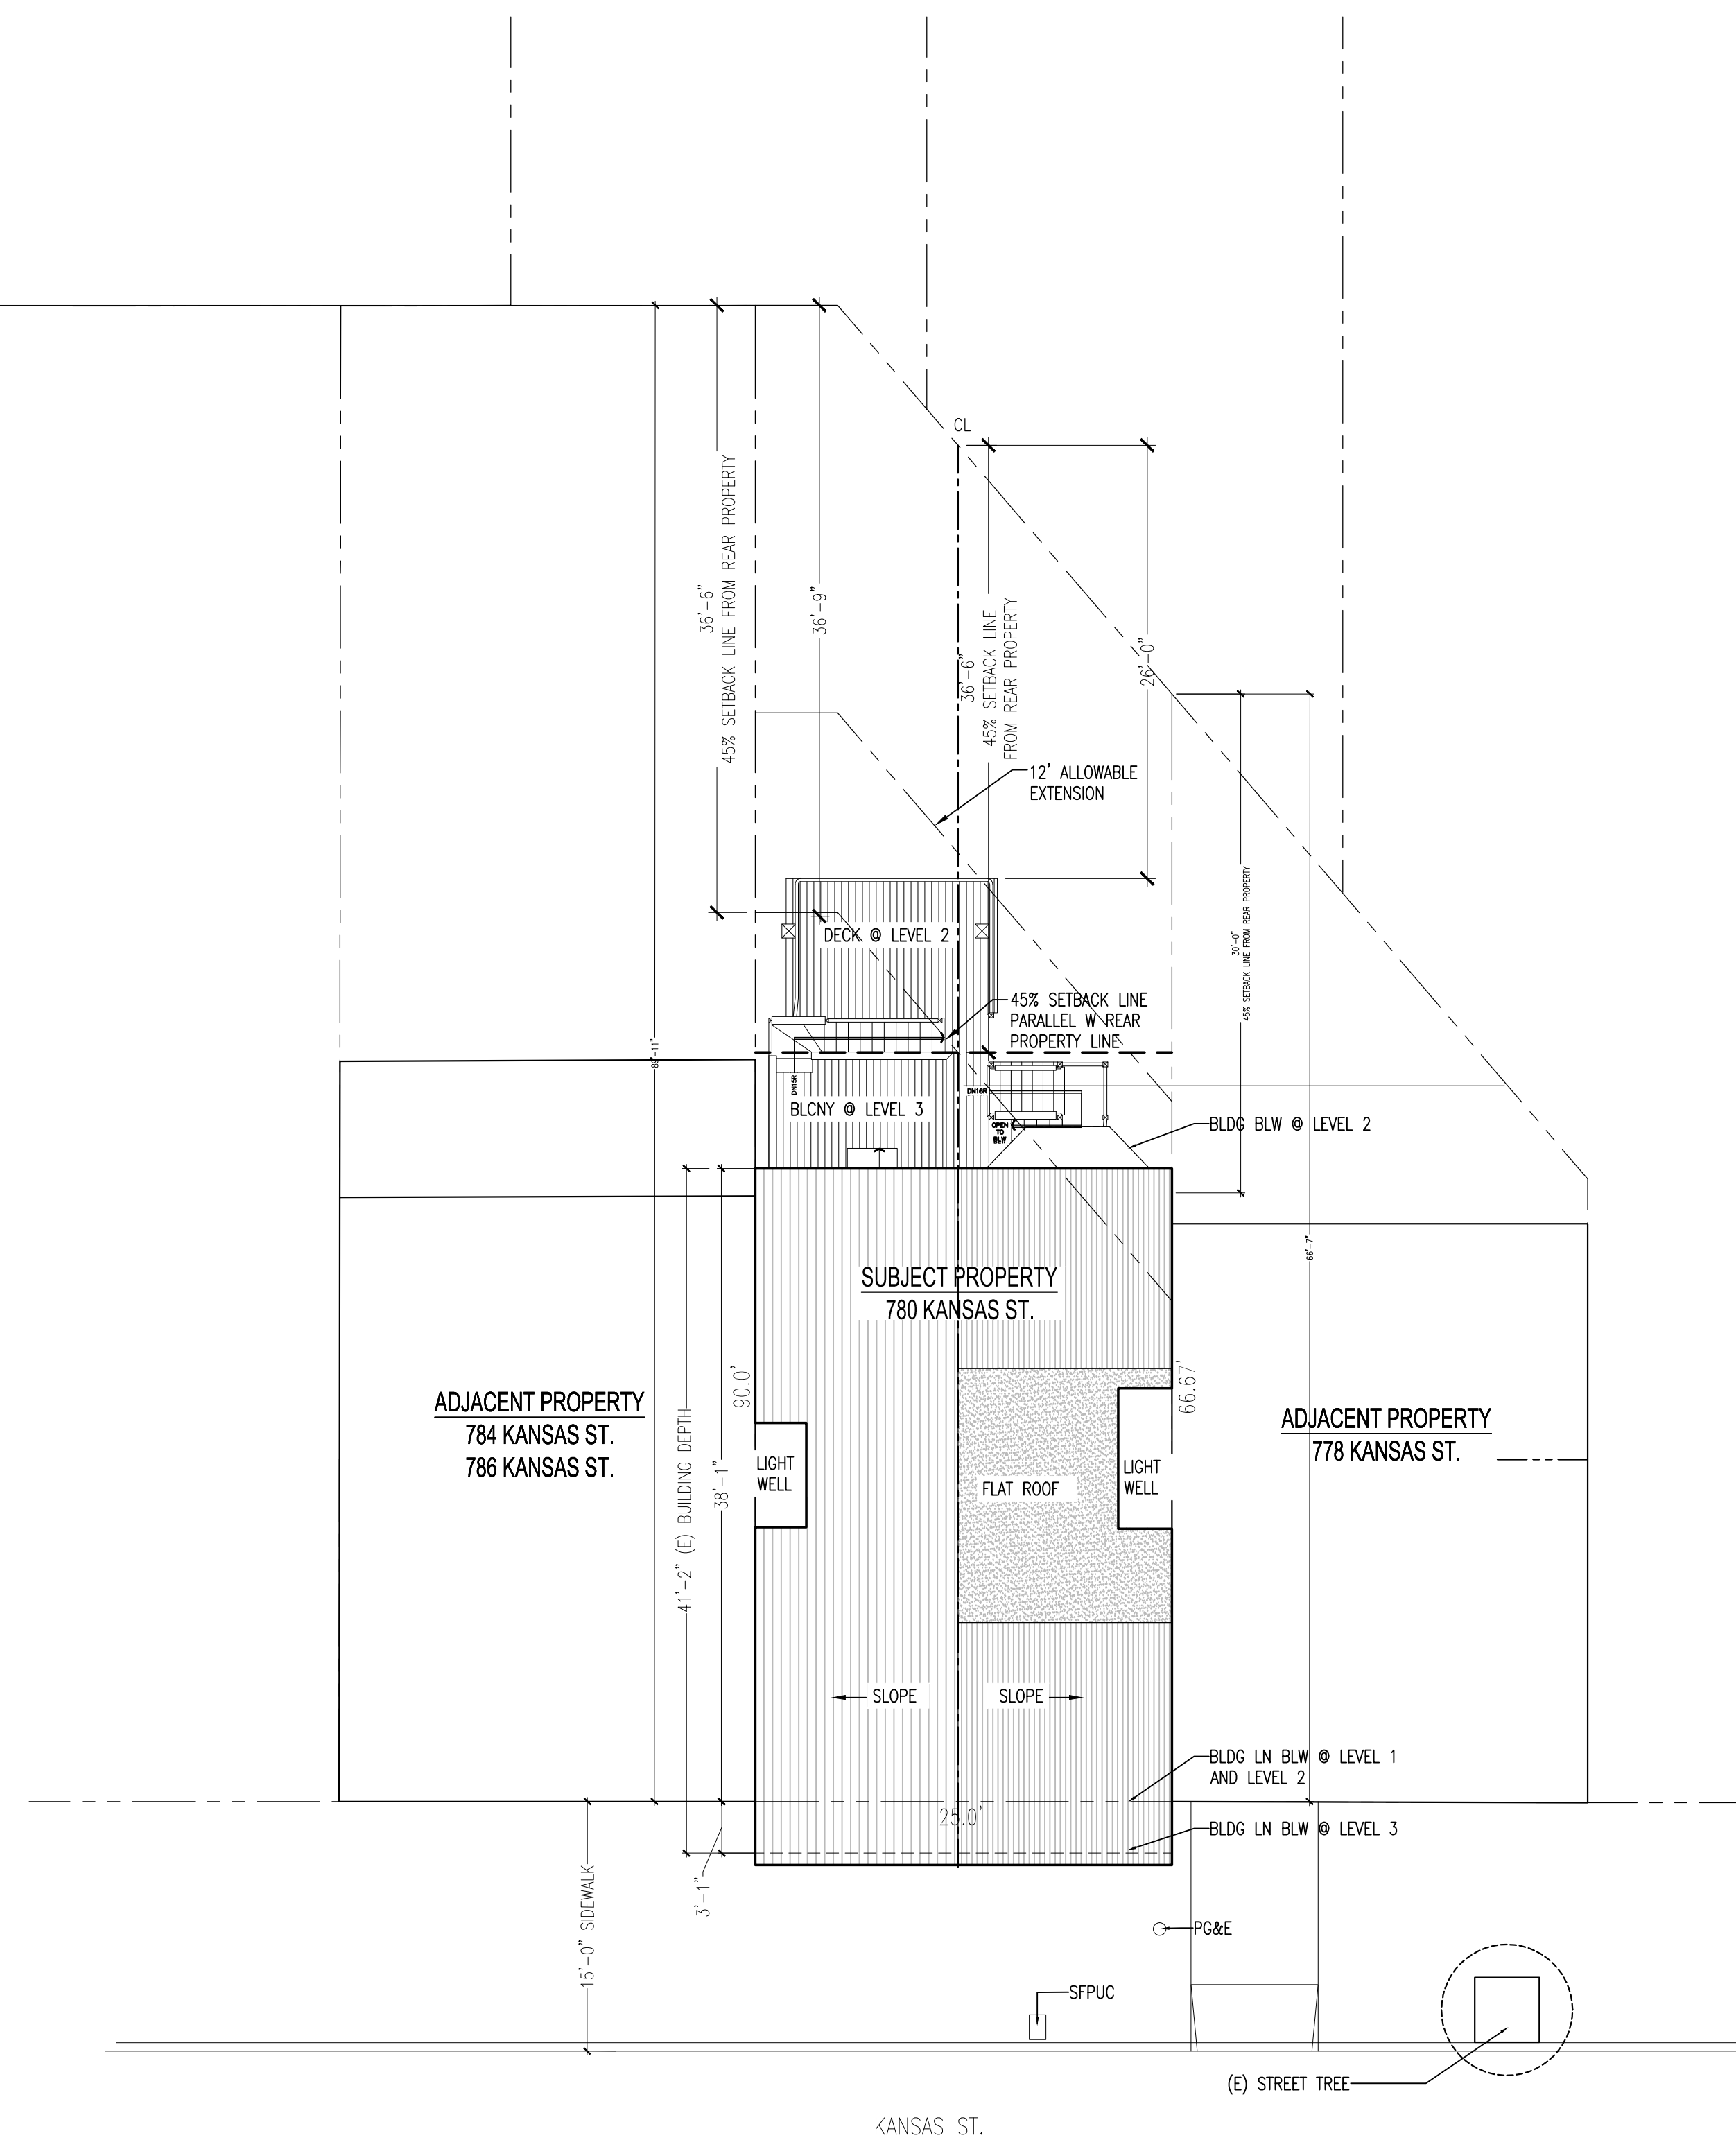 CL
36'-6"
45% SETBACK LINE FROM REAR PROPERTY
36'-9"
36'-6"
45% SETBACK LINE
FROM REAR PROPERTY
26'-0"
12' ALLOWABLE
EXTENSION
30'-0"
45% SETBACK LINE FROM REAR PROPERTY
DECK @ LEVEL 2
45% SETBACK LINE
PARALLEL W REAR
PROPERTY LINE
89'-11"
DN15R
DN16R
BLCNY @ LEVEL 3
OPEN
TO
BLW
BLDG BLW @ LEVEL 2
66'-7"
SUBJECT PROPERTY
780 KANSAS ST.
90.0'
66.67'
ADJACENT PROPERTY
784 KANSAS ST.
786 KANSAS ST.
ADJACENT PROPERTY
778 KANSAS ST.
41'-2" (E) BUILDING DEPTH
38'-1"
LIGHT
WELL
FLAT ROOF
LIGHT
WELL
SLOPE
SLOPE
BLDG LN BLW @ LEVEL 1
AND LEVEL 2
25.0'
BLDG LN BLW @ LEVEL 3
3'-1"
15'-0" SIDEWALK
PG&E
SFPUC
(E) STREET TREE
KANSAS ST.